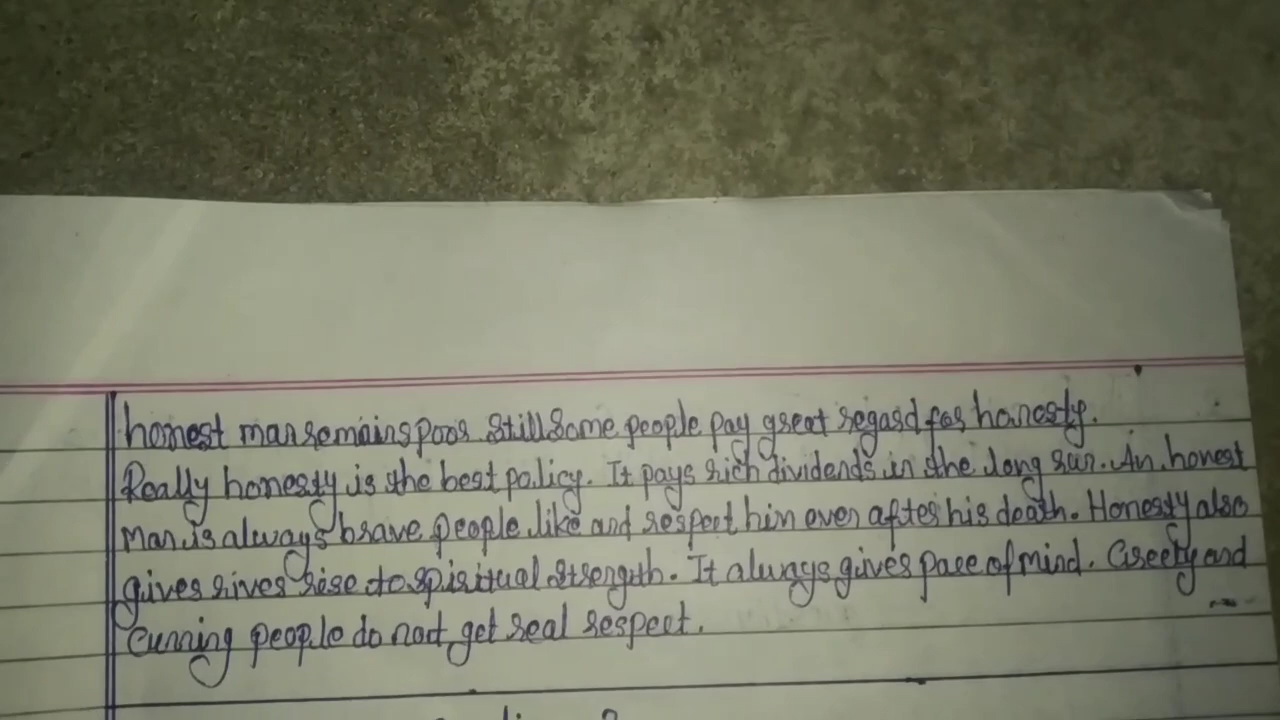 honest man remains poor still some people pay great regard for honesty.
Really honesty is the best policy. It pays rich dividends in the long run. An honest
man is always brave people like and respect him over after his death. Honesty also
gives rives rise to spiritual strength. It always gives pace of mind. Greety and
Cunning people do not get real respect.